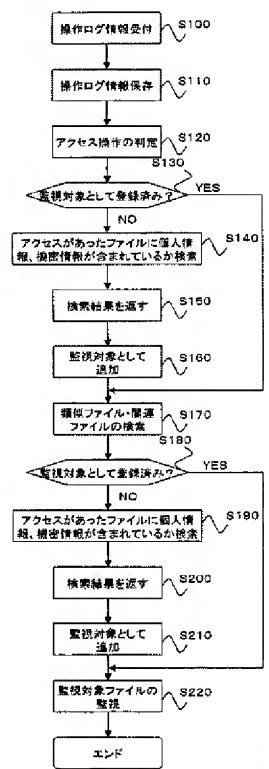 操作ログ情報受付
S100
操作ログ情報保存
S110
アクセス操作の判定
S120
S130
監視対象として登録済み?
YES
NO
アクセスがあったファイルに個人情
報、機密情報が含まれているか検索
S140
検索結果を返す
S150
監視対象として
追加
S160
類似ファイル・関連
ファイルの検索
S170
S180
監視対象として登録済み?
YES
NO
アクセスがあったファイルに個人情
報、機密情報が含まれているか検索
S190
検索結果を返す
S200
監視対象として
追加
S210
監視対象ファイルの
監視
S220
エンド